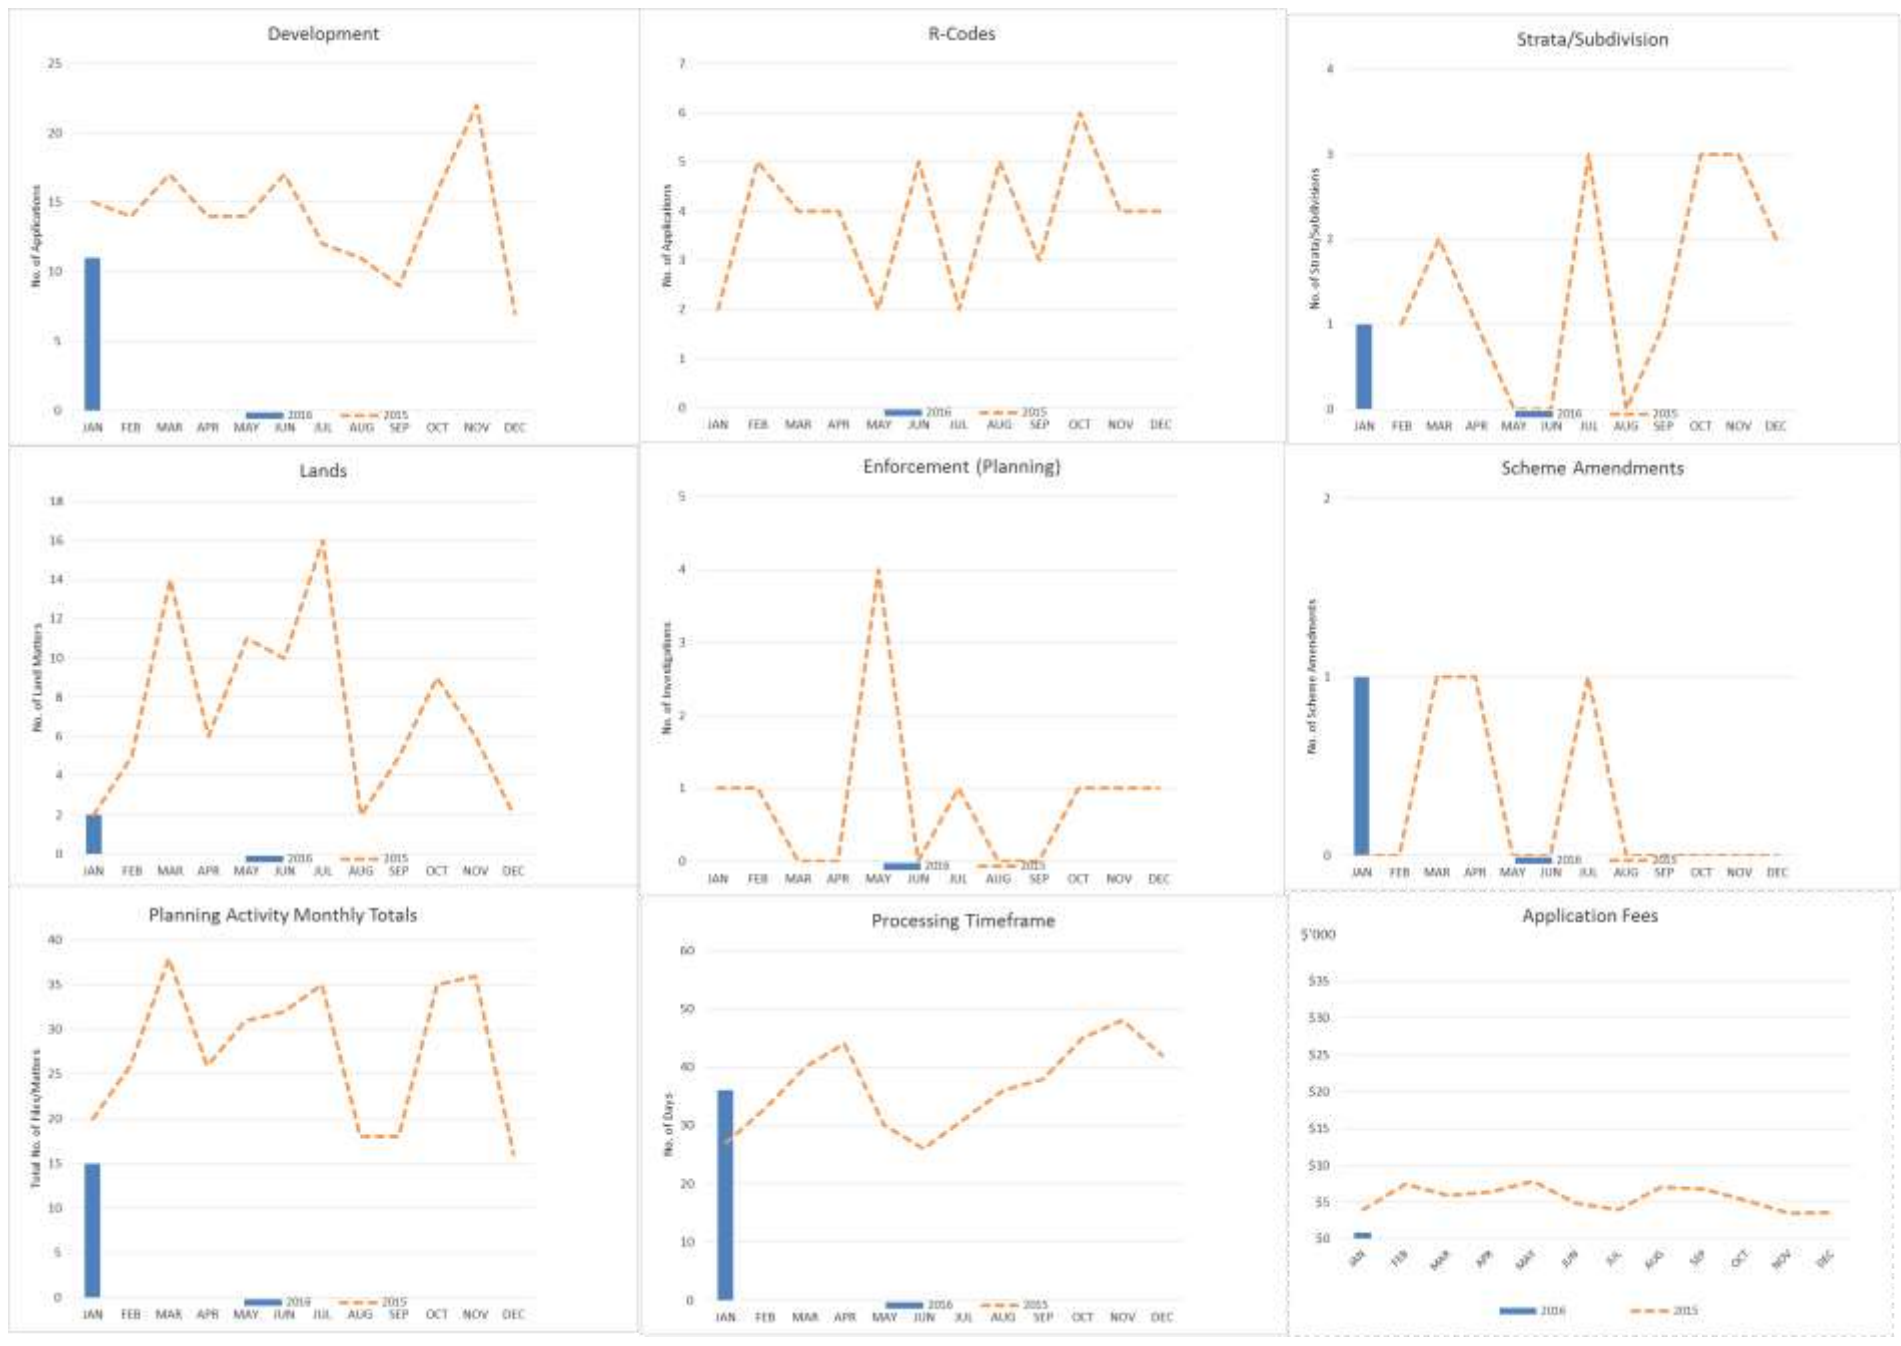 Development
25
20
15
10
5
0
No. of Applications
2016 2015
JAN FEB MAR APR MAY JUN JUL AUG SEP OCT NOV DEC
R-Codes
7
6
5
4
3
2
1
0
No. of Applications
2016 2015
JAN FEB MAR APR MAY JUN JUL AUG SEP OCT NOV DEC
Strata/Subdivision
4
3
2
1
0
No. of Strata/Subdivisions
2016 2015
JAN FEB MAR APR MAY JUN JUL AUG SEP OCT NOV DEC
Lands
18
16
14
12
10
8
6
4
2
0
No. of Land Matters
2016 2015
JAN FEB MAR APR MAY JUN JUL AUG SEP OCT NOV DEC
Enforcement (Planning)
5
4
3
2
1
0
No. of Investigations
2016 2015
JAN FEB MAR APR MAY JUN JUL AUG SEP OCT NOV DEC
Scheme Amendments
2
1
0
No. of Scheme Amendments
2016 2015
JAN FEB MAR APR MAY JUN JUL AUG SEP OCT NOV DEC
Planning Activity Monthly Totals
40
35
30
25
20
15
10
5
0
Total No. of Files/Matters
2016 2015
JAN FEB MAR APR MAY JUN JUL AUG SEP OCT NOV DEC
Processing Timeframe
60
50
40
30
20
10
0
No. of Days
2016 2015
JAN FEB MAR APR MAY JUN JUL AUG SEP OCT NOV DEC
Application Fees
$'000
$35
$30
$25
$20
$15
$10
$5
$0
JAN FEB MAR APR MAY JUN JUL AUG SEP OCT NOV DEC
2016 2015